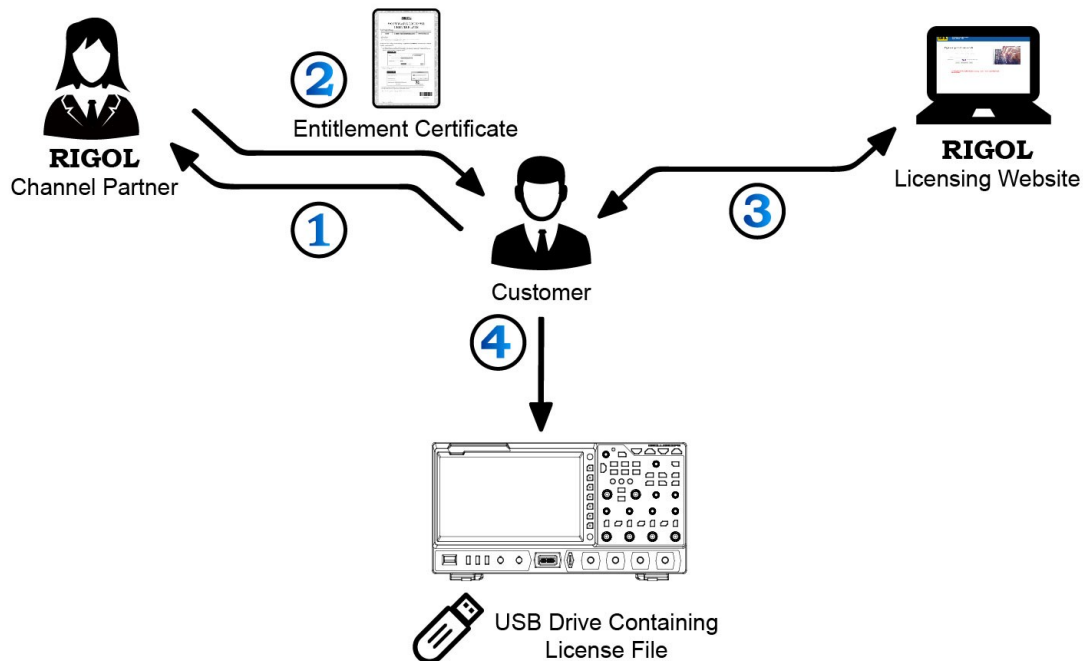 2
Entitlement Certificate
RIGOL
Channel Partner
1
RIGOL
Licensing Website
3
Customer
4
USB Drive Containing
License File